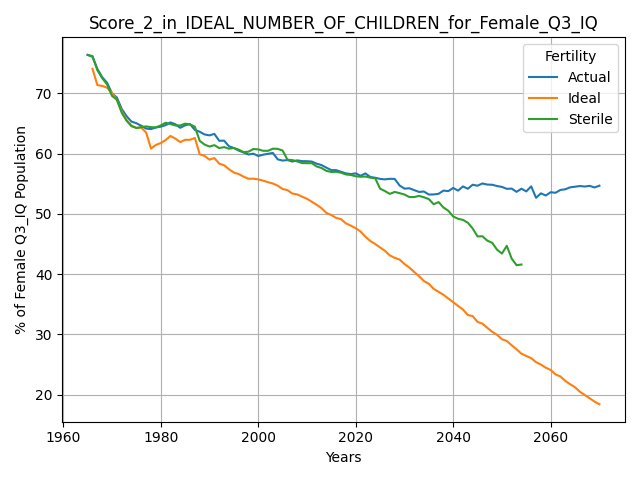 Score_2_in_IDEAL_NUMBER_OF_CHILDREN_for_Female_Q3_IQ
Fertility
Actual
Ideal
Sterile
% of Female Q3_IQ Population
70
60
50
40
30
20
1960 1980 2000 2020 2040 2060
Years